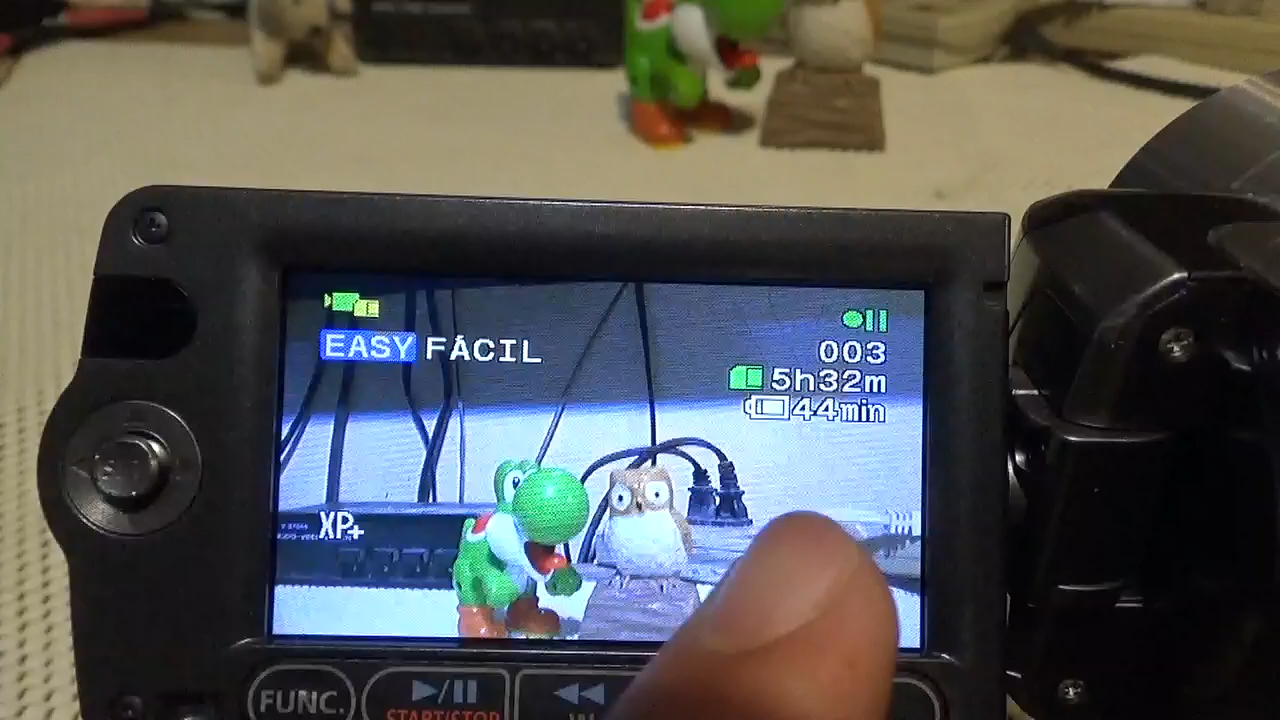 EASY FÁCIL
003
5h32m
44min
XP+
FUNC.
START/STOP